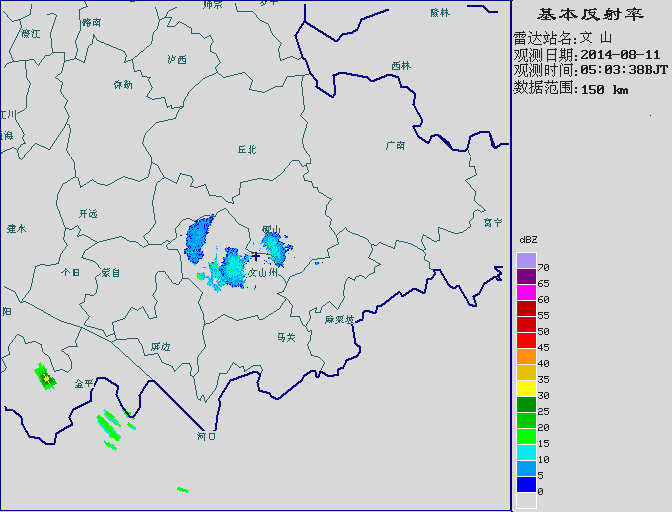 师宗
罗平
隆林
路南
澄江
泸西
弥勒
西林
江川
通海
丘北
广南
开远
建水
砚山
富宁
个旧
蒙自
文山州
麻栗坡
马关
屏边
金平
河口
基本反射率
雷达站名:文 山
观测日期:2014-08-11
观测时间:05:03:38BJT
数据范围:150 km
dBZ
70
65
60
55
50
45
40
35
30
25
20
15
10
5
0